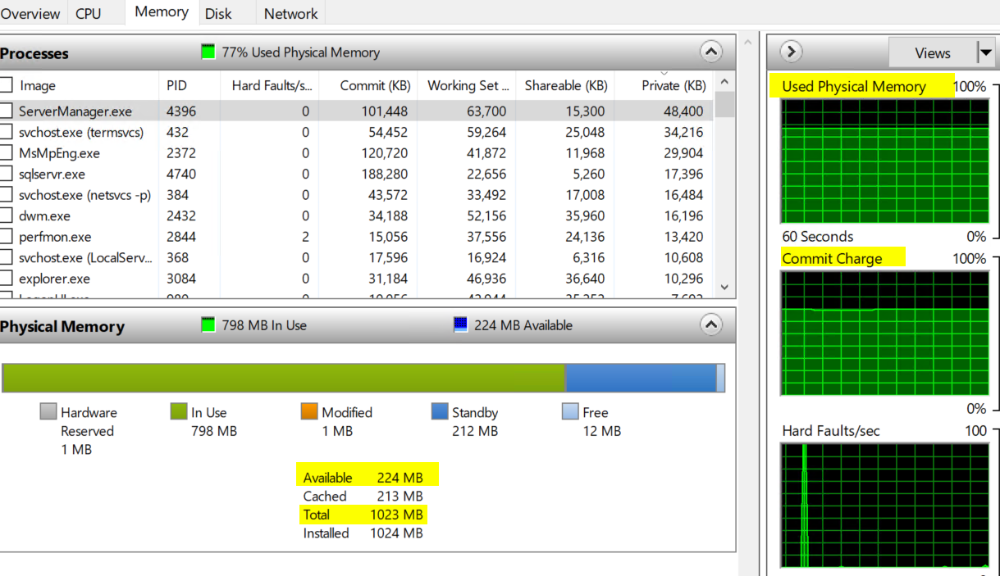 Overview CPU Memory Disk Network
Processes 77% Used Physical Memory
Image PID Hard Faults/s... Commit (KB) Working Set ... Shareable (KB) Private (KB)
ServerManager.exe 4396 0 101,448 63,700 15,300 48,400
svchost.exe (termsvcs) 432 0 54,452 59,264 25,048 34,216
MsMpEng.exe 2372 0 120,720 41,872 11,968 29,904
sqlservr.exe 4740 0 188,280 22,656 5,260 17,396
svchost.exe (netsvcs -p) 384 0 43,572 33,492 17,008 16,484
dwm.exe 2432 0 34,188 52,156 35,960 16,196
perfmon.exe 2844 2 15,056 37,556 24,136 13,420
svchost.exe (LocalServ... 368 0 17,596 16,924 6,316 10,608
explorer.exe 3084 0 31,184 46,936 36,640 10,296
Physical Memory 798 MB In Use 224 MB Available
Hardware Reserved 1 MB
In Use 798 MB
Modified 1 MB
Standby 212 MB
Free 12 MB
Available 224 MB
Cached 213 MB
Total 1023 MB
Installed 1024 MB
Views
Used Physical Memory 100%
60 Seconds 0%
Commit Charge 100%
0%
Hard Faults/sec 100